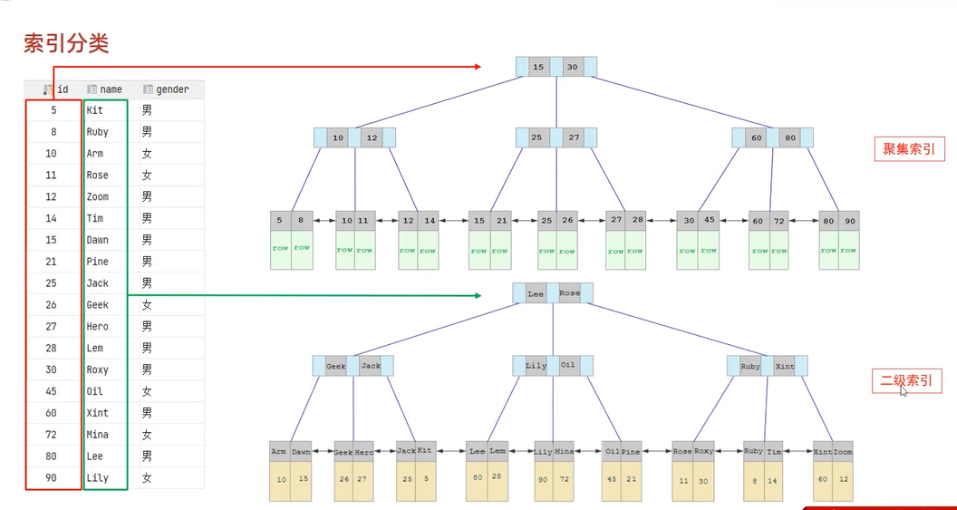 索引分类
id name gender
5 Kit 男
8 Ruby 男
10 Arm 女
11 Rose 女
12 Zoom 男
14 Tim 男
15 Dawn 男
21 Pine 男
25 Jack 男
26 Geek 女
27 Hero 男
28 Lem 男
30 Roxy 男
45 Oil 女
60 Xint 男
72 Mina 女
80 Lee 男
90 Lily 女
15 30
10 12 25 27 60 80
聚集索引
5 8 10 11 12 14 15 21 25 26 27 28 30 45 60 72 80 90
row row row row row row row row row row row row row row row row row row
Lee Rose
Geek Jack Lily Oil Ruby Xint
二级索引
Arm Dawn Geek Hero Jack Kit Lee Lem Lily Mina Oil Pine Rose Roxy Ruby Tim Xint Zoom
10 15 26 27 25 5 80 28 90 72 45 21 11 30 8 14 60 12